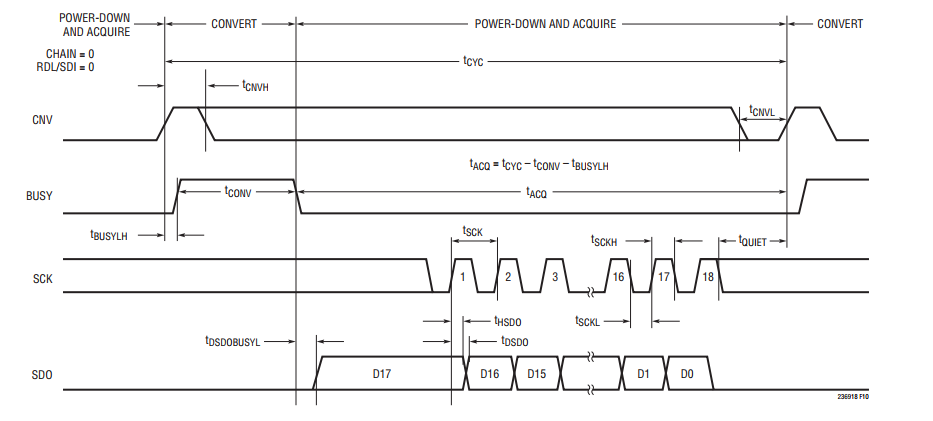 POWER-DOWN
AND ACQUIRE
CONVERT
POWER-DOWN AND ACQUIRE
CONVERT
CHAIN = 0
RDL/SDI = 0
tCYC
tCNVH
CNV
tCNVL
tACQ = tCYC – tCONV – tBUSYLH
BUSY
tCONV
tACQ
tBUSYLH
tSCK
tSCKH
tQUIET
SCK
1
2
3
16
17
18
tHSDO
tSCKL
tDSDOBUSYL
tDSDO
SDO
D17
D16
D15
D1
D0
236918 F10